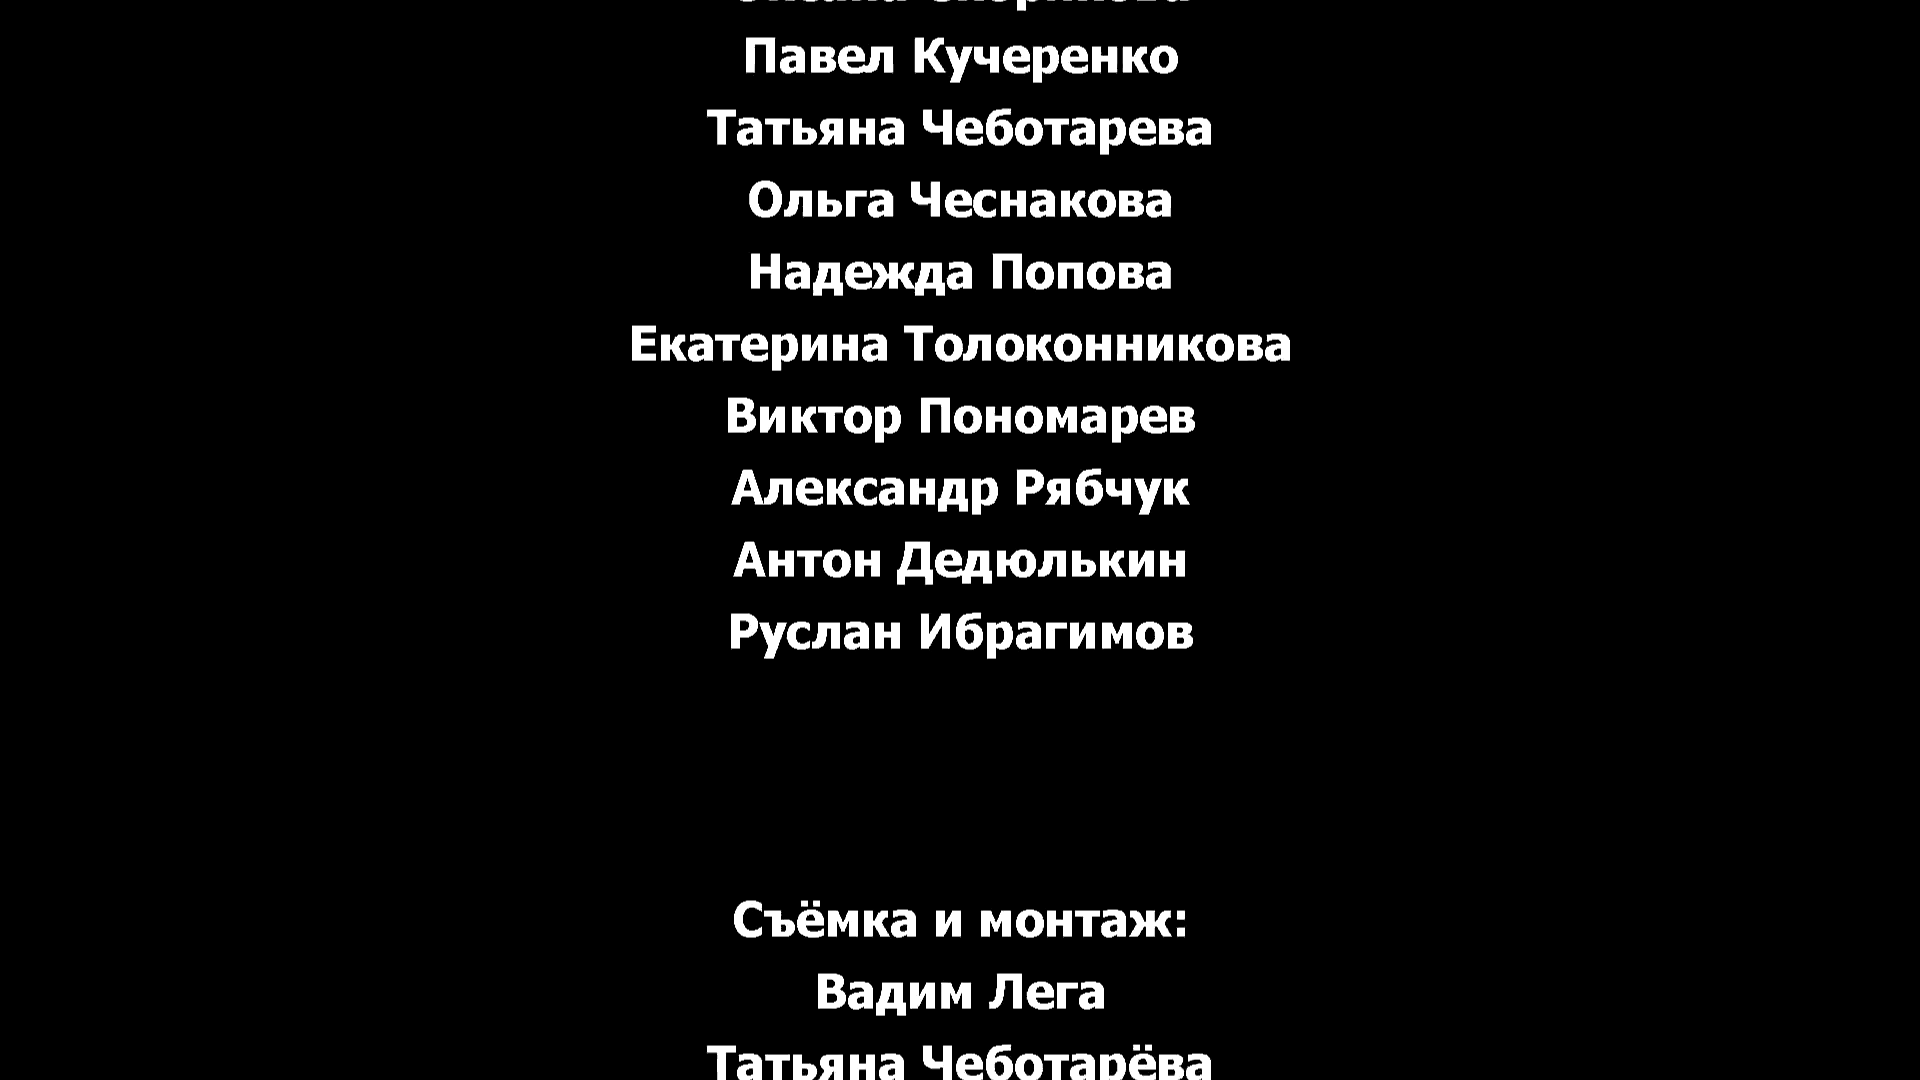 Павел Кучеренко
Татьяна Чеботарева
Ольга Чеснакова
Надежда Попова
Екатерина Толоконникова
Виктор Пономарев
Александр Рябчук
Антон Дедюлькин
Руслан Ибрагимов
Съёмка и монтаж:
Вадим Лега
Татьяна Чеботарёва